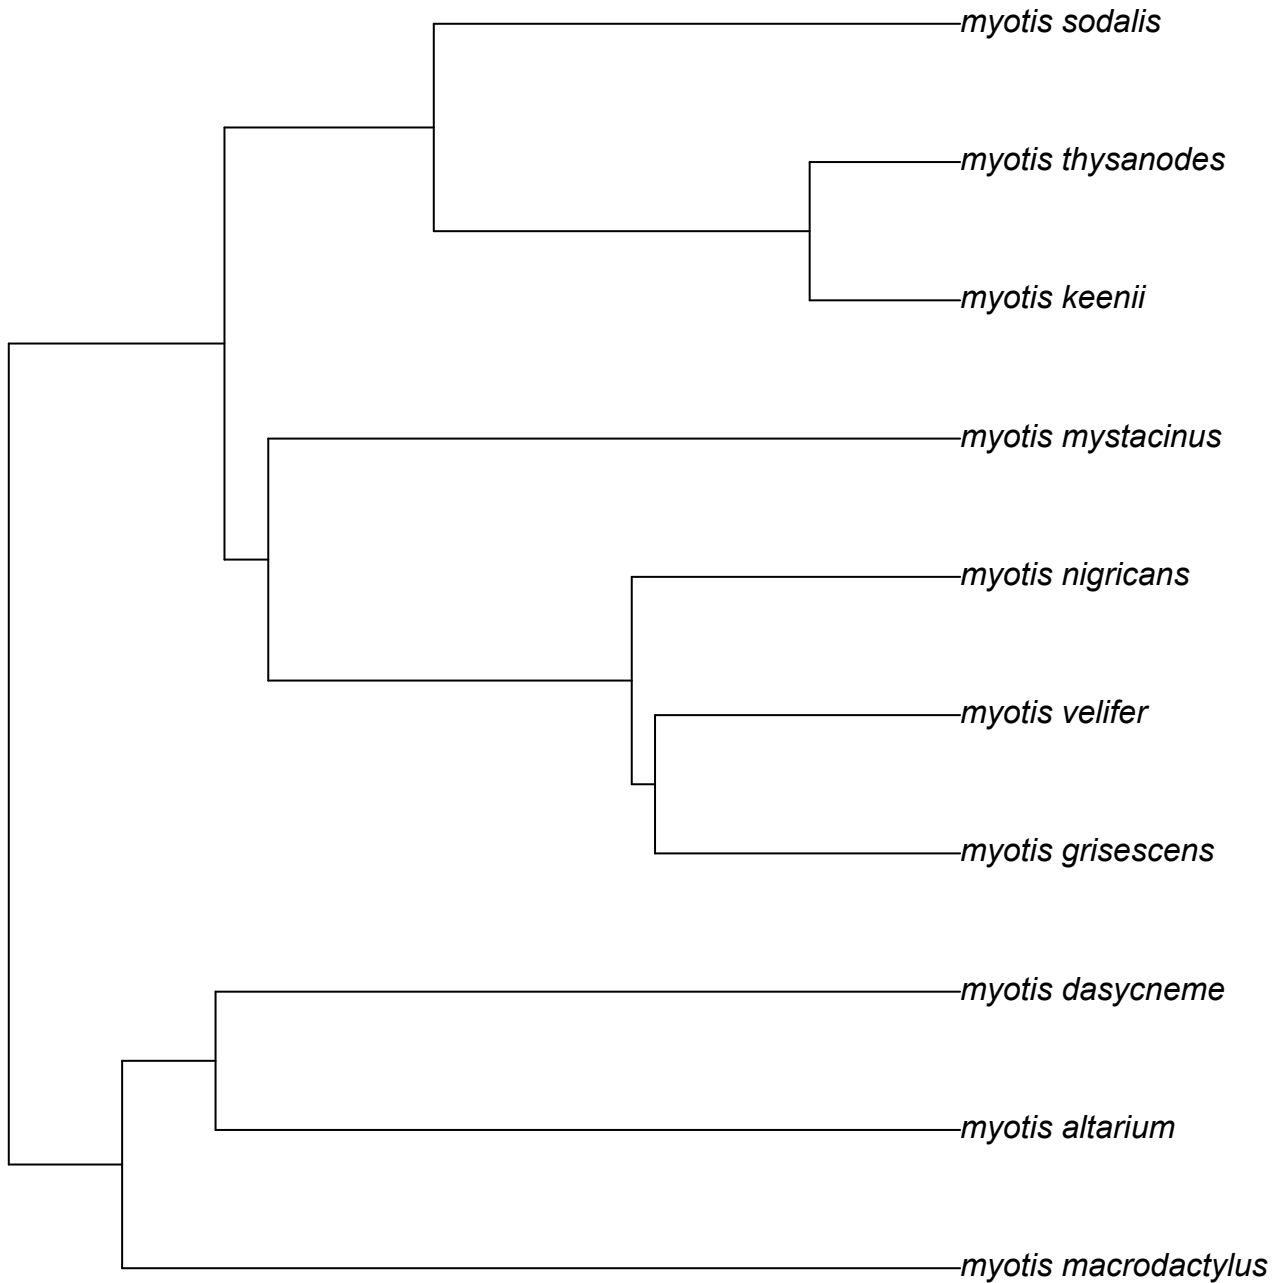 myotis sodalis
myotis thysanodes
myotis keenii
myotis mystacinus
myotis nigricans
myotis velifer
myotis grisescens
myotis dasycneme
myotis altarium
myotis macrodactylus